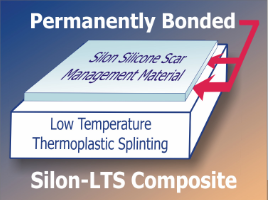 Permanently Bonded
Silon Silicone Scar
Management Material
Low Temperature
Thermoplastic Splinting
Silon-LTS Composite